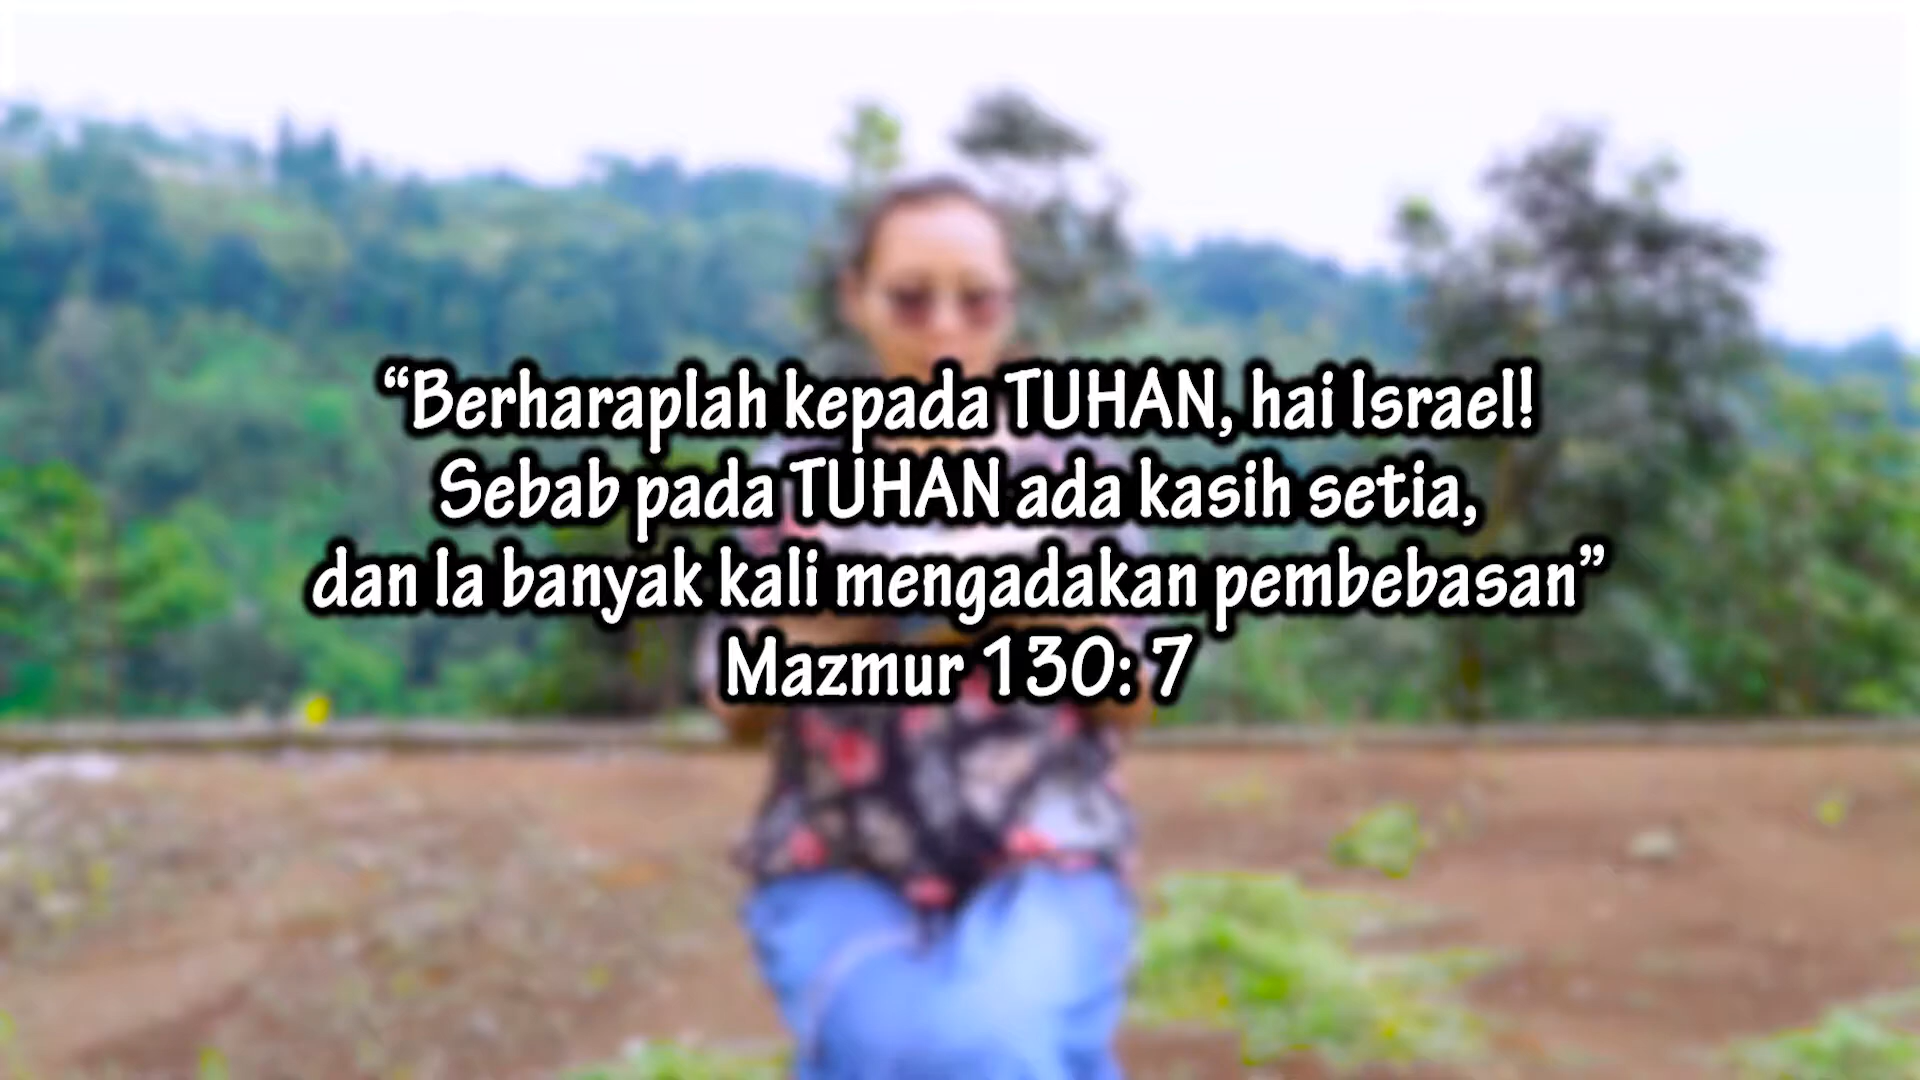 “Berharaplah kepada TUHAN, hai Israel!
Sebab pada TUHAN ada kasih setia,
dan Ia banyak kali mengadakan pembebasan”
Mazmur 130: 7